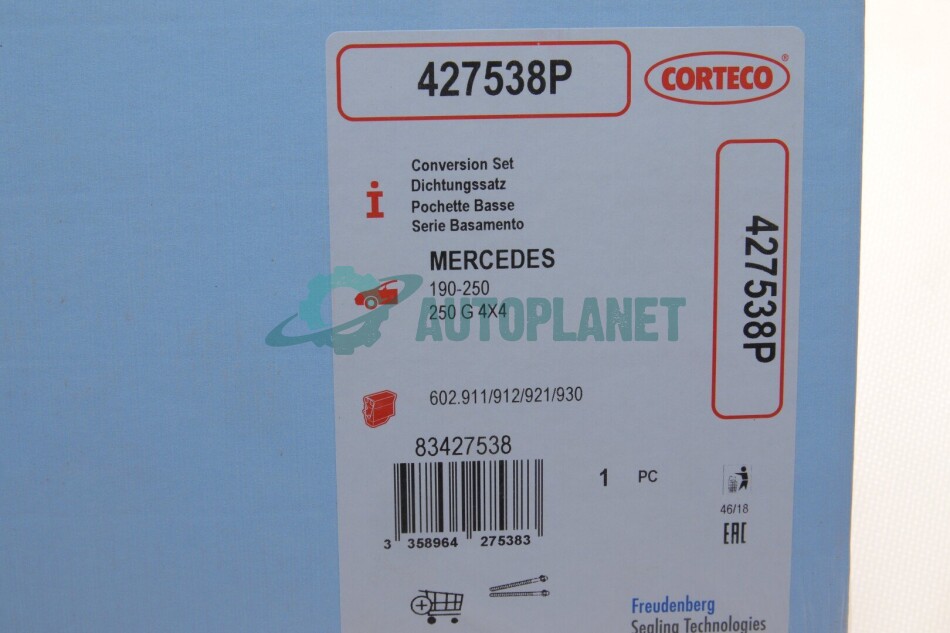 427538P
CORTECO®
Conversion Set
Dichtungssatz
Pochette Basse
Serie Basamento
MERCEDES
190-250
250 G 4X4
AUTOPLANET
427538P
602.911/912/921/930
83427538
1 PC
3 358964 275383
46/18
EAC
Freudenberg
Sealing Technologies